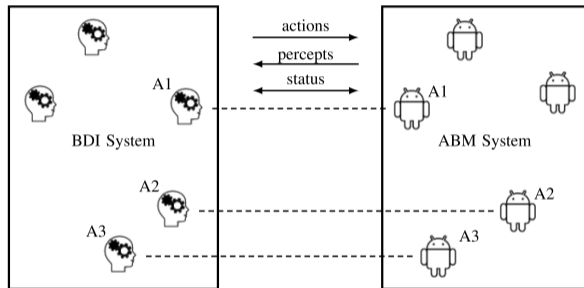 actions
percepts
status
A1
A1
BDI System
ABM System
A2
A2
A3
A3